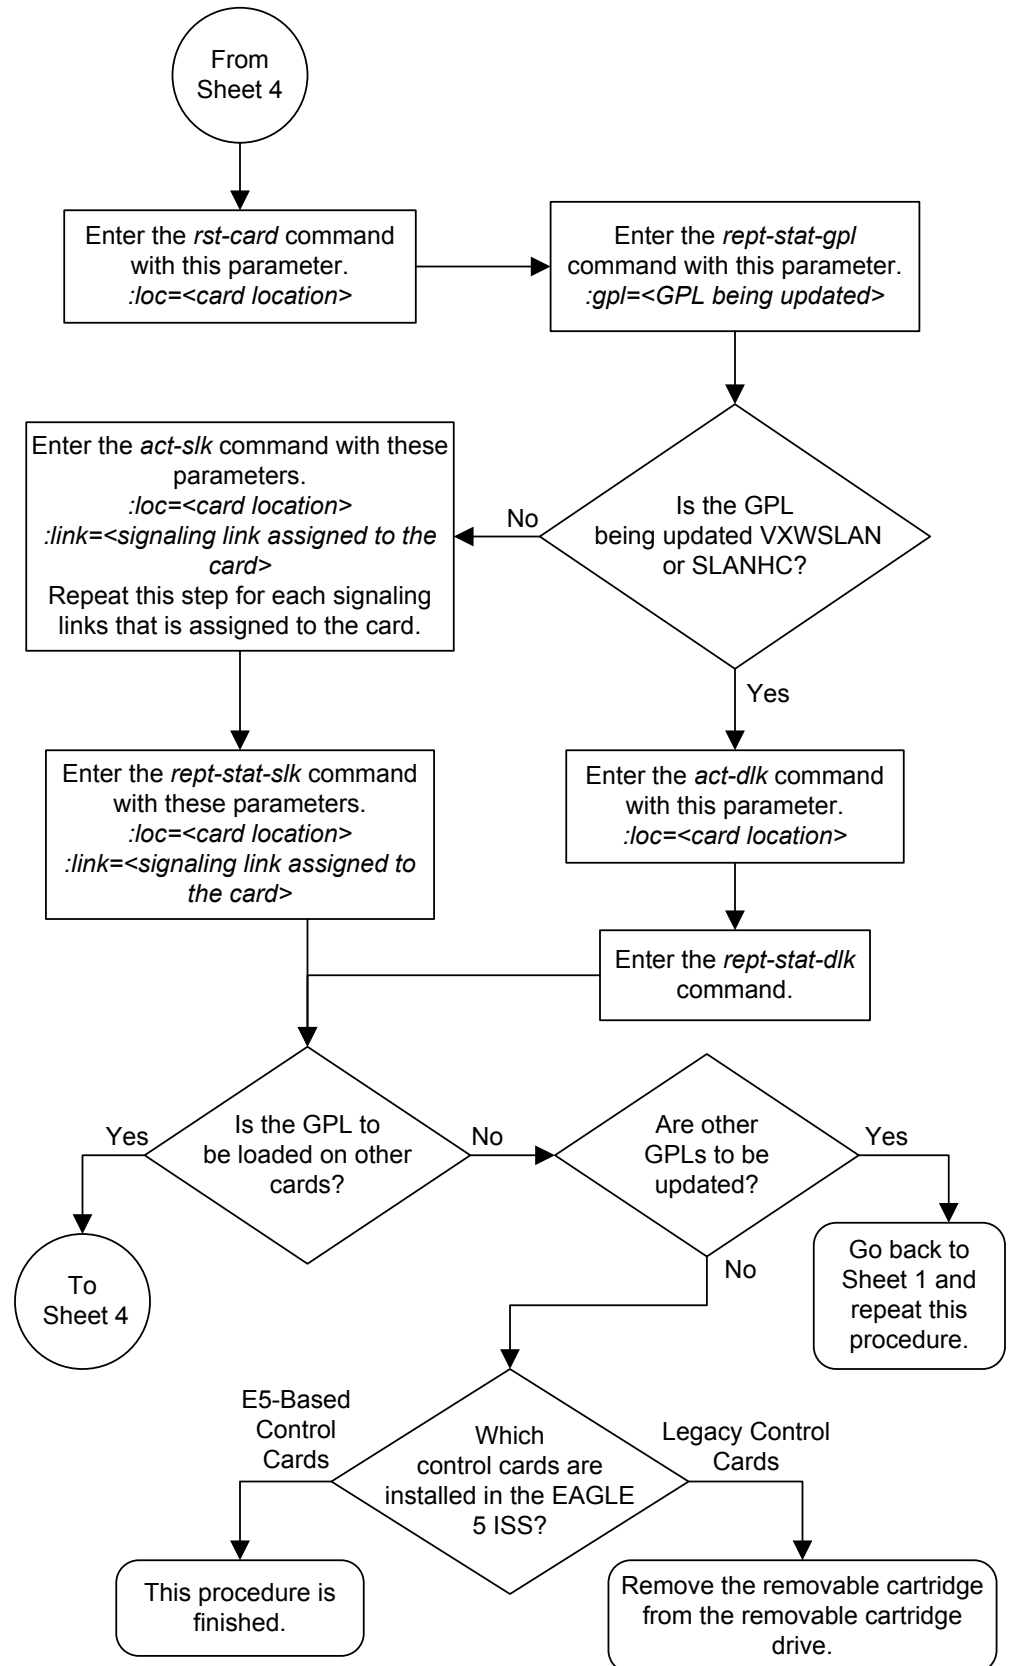 From
Sheet 4
Enter the rst-card command
with this parameter.
:loc=<card location>
Enter the rept-stat-gpl
command with this parameter.
:gpl=<GPL being updated>
Is the GPL
being updated VXWSLAN
or SLANHC?
No
Yes
Enter the act-slk command with these
parameters.
:loc=<card location>
:link=<signaling link assigned to the
card>
Repeat this step for each signaling
links that is assigned to the card.
Enter the rept-stat-slk command
with these parameters.
:loc=<card location>
:link=<signaling link assigned to
the card>
Enter the act-dlk command
with this parameter.
:loc=<card location>
Enter the rept-stat-dlk
command.
Is the GPL to
be loaded on other
cards?
Yes
No
To
Sheet 4
Are other
GPLs to be
updated?
Yes
No
Go back to
Sheet 1 and
repeat this
procedure.
Which
control cards are
installed in the EAGLE
5 ISS?
E5-Based
Control
Cards
Legacy Control
Cards
This procedure is
finished.
Remove the removable cartridge
from the removable cartridge
drive.